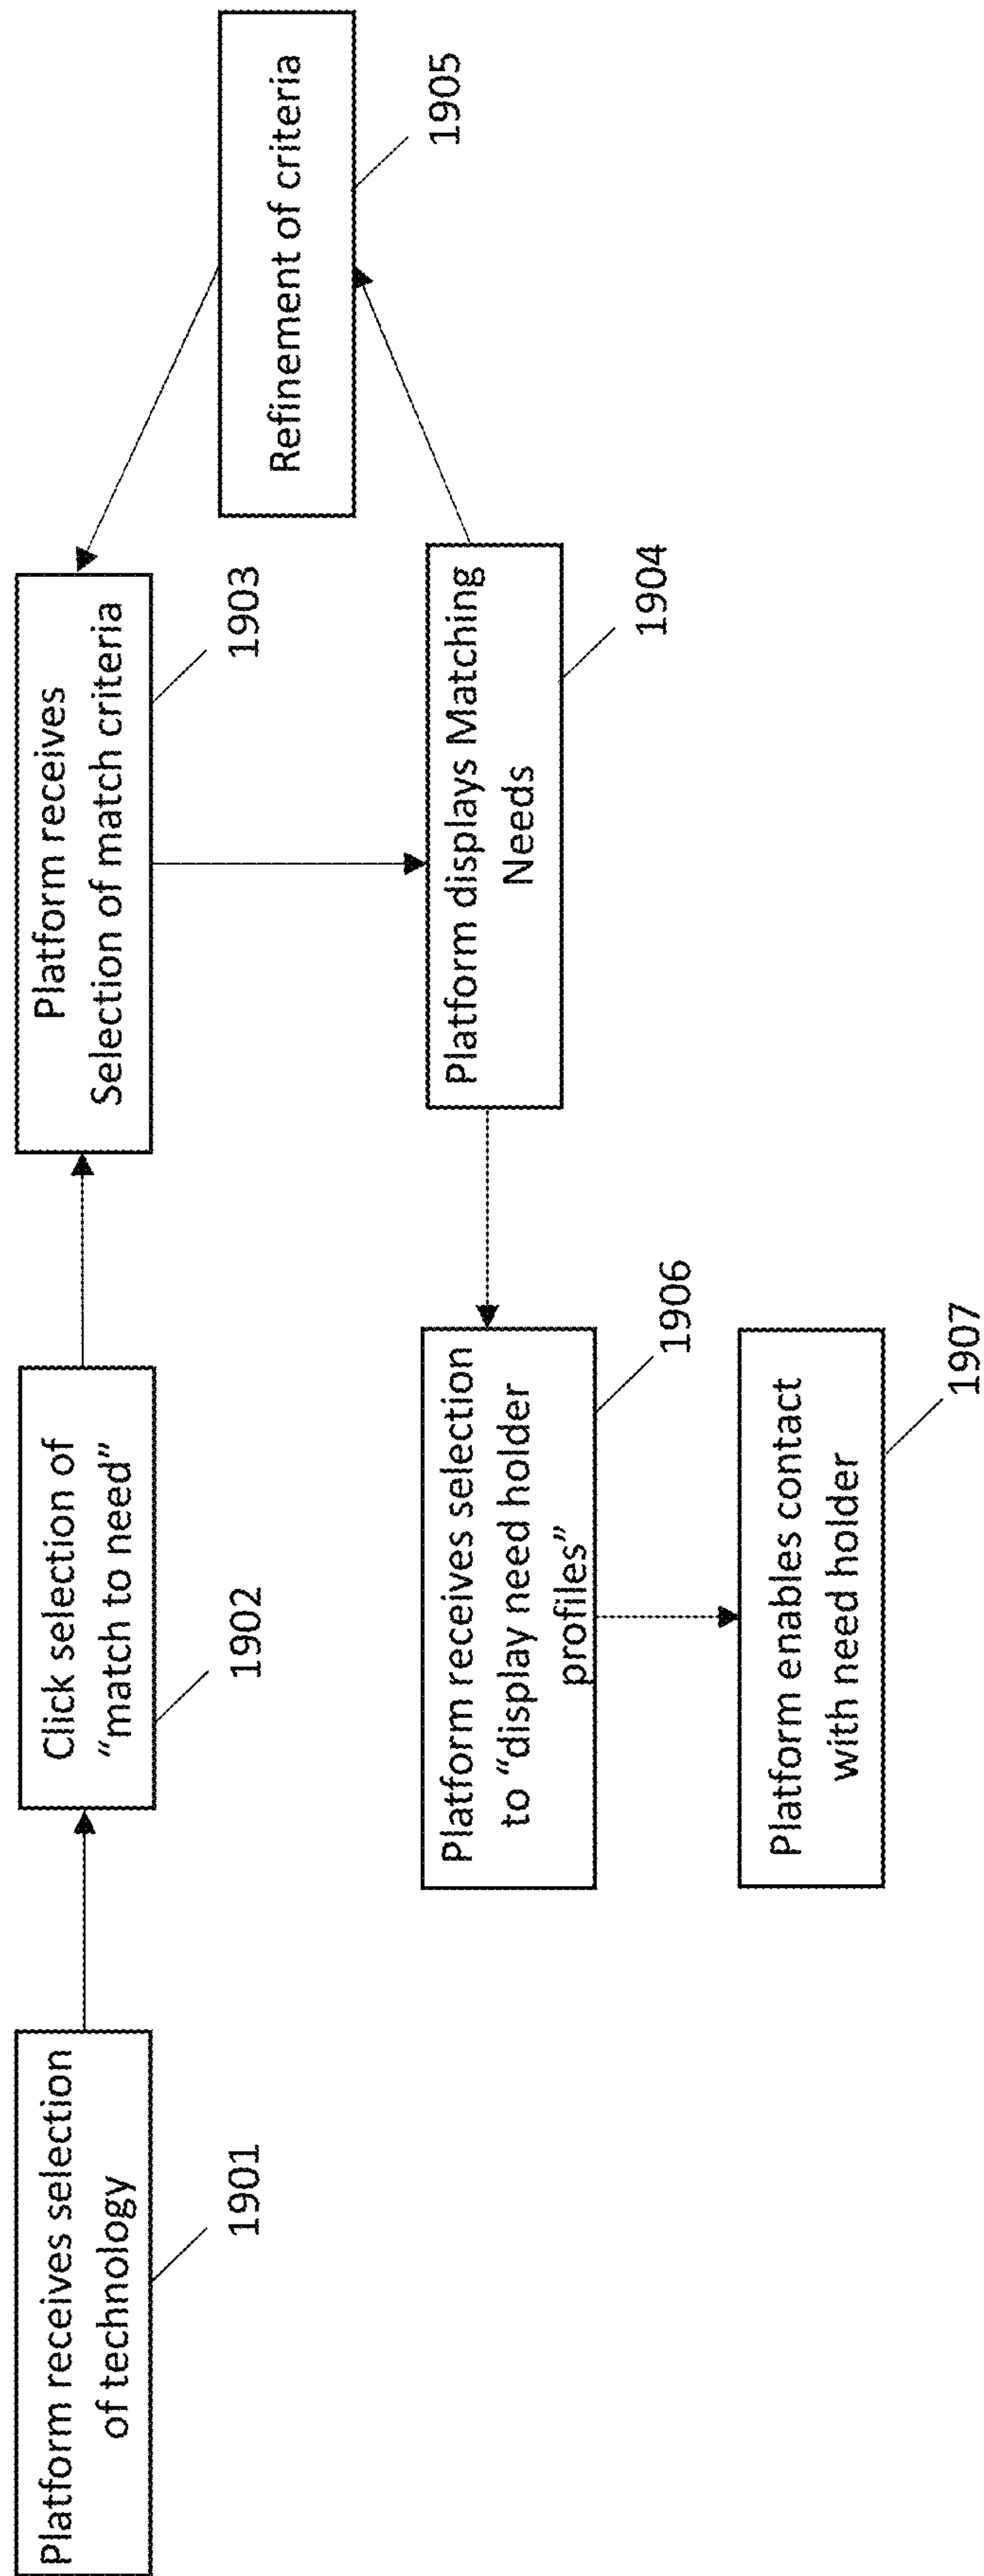 Platform receives selection
of technology
1901
Click selection of
“match to need”
1902
Platform receives
Selection of match criteria
1903
Platform displays Matching
Needs
1904
Refinement of criteria
1905
Platform receives selection
to “display need holder
profiles”
1906
Platform enables contact
with need holder
1907